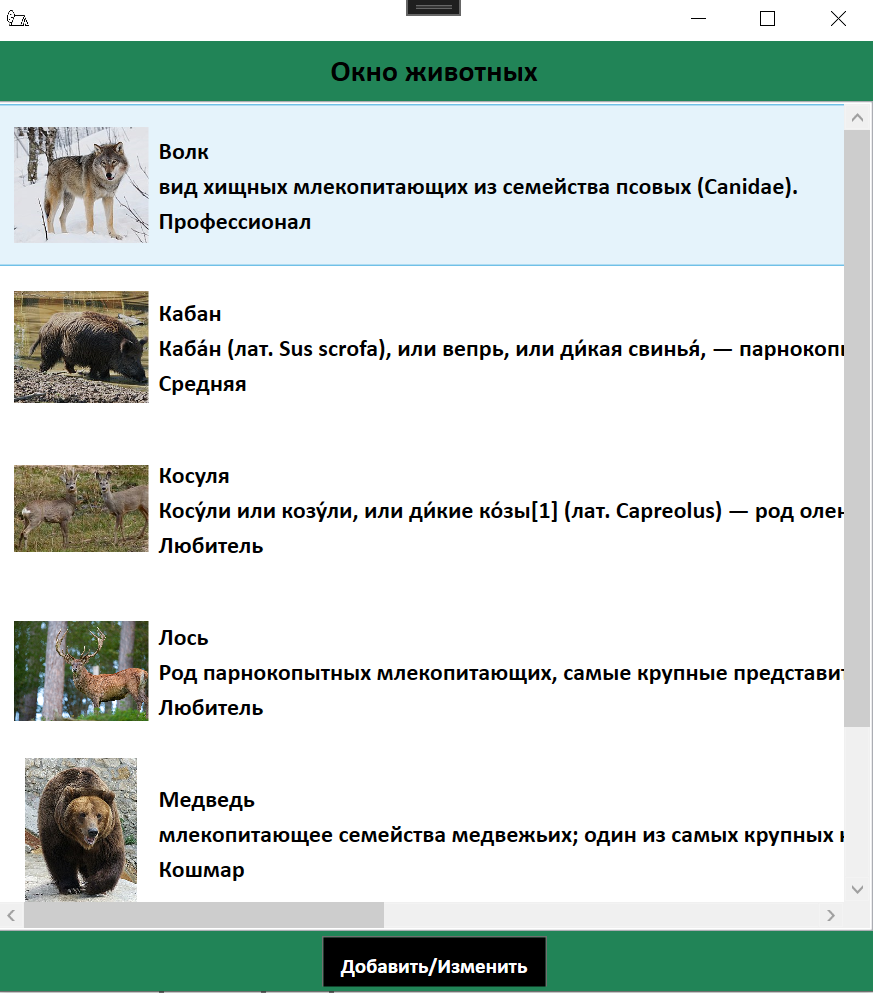 Окно животных
Волк
вид хищных млекопитающих из семейства псовых (Canidae).
Профессионал
Кабан
Каба́н (лат. Sus scrofa), или вепрь, или ди́кая свинья́, — парнокопы
Средняя
Косуля
Косу́ли или козу́ли, или ди́кие ко́зы[1] (лат. Capreolus) — род олен
Любитель
Лось
Род парнокопытных млекопитающих, самые крупные представит
Любитель
Медведь
млекопитающее семейства медвежьих; один из самых крупных
Кошмар
Добавить/Изменить